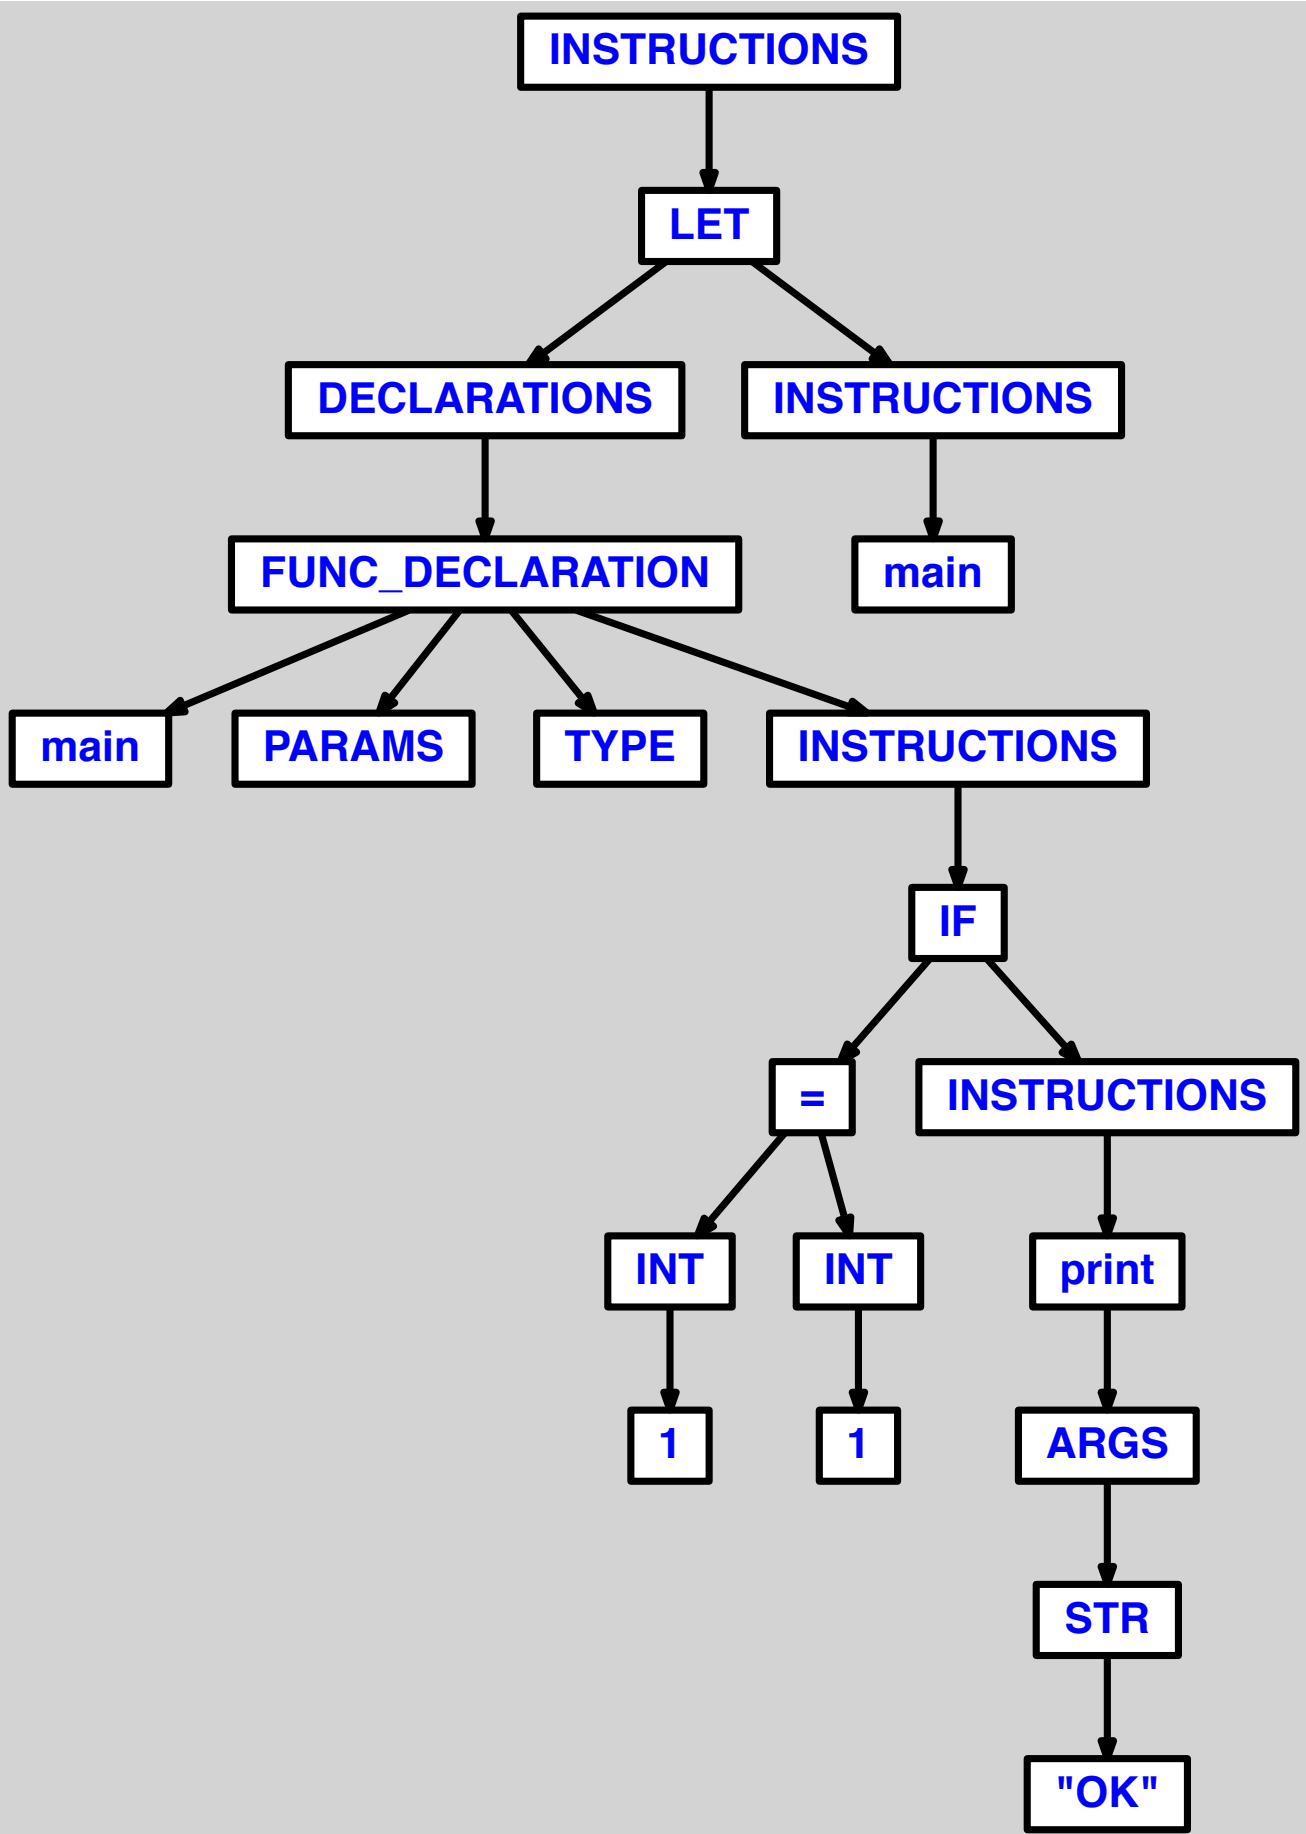 INSTRUCTIONS
LET
DECLARATIONS
INSTRUCTIONS
FUNC_DECLARATION
main
main
PARAMS
TYPE
INSTRUCTIONS
IF
=
INSTRUCTIONS
INT
INT
print
1
1
ARGS
STR
"OK"